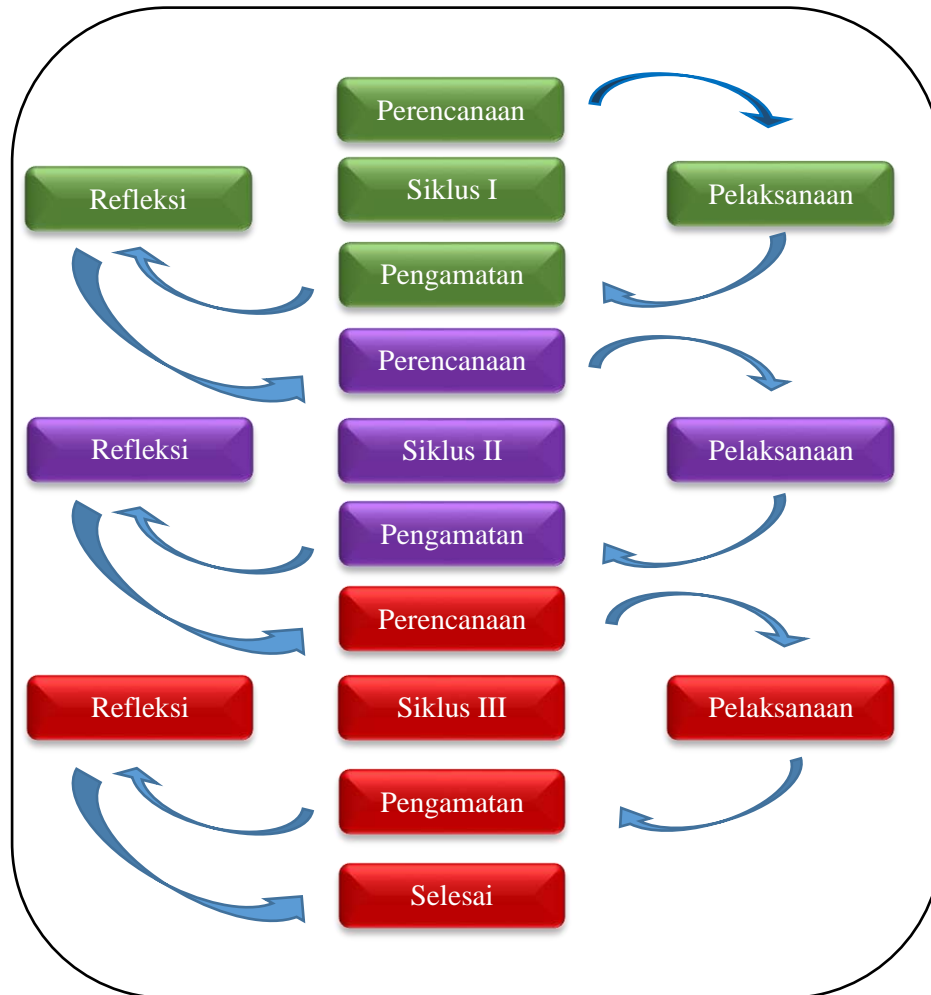 Perencanaan
Refleksi
Siklus I
Pelaksanaan
Pengamatan
Perencanaan
Refleksi
Siklus II
Pelaksanaan
Pengamatan
Perencanaan
Refleksi
Siklus III
Pelaksanaan
Pengamatan
Selesai